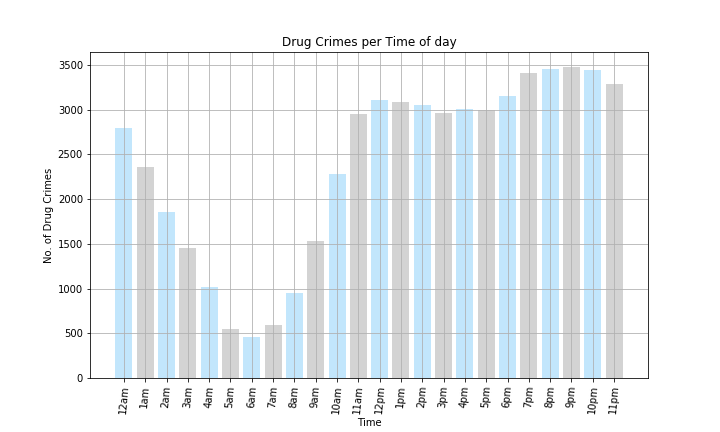 Drug Crimes per Time of day
No. of Drug Crimes
3500
3000
2500
2000
1500
1000
500
0
12am
1am
2am
3am
4am
5am
6am
7am
8am
9am
10am
11am
12pm
1pm
2pm
3pm
4pm
5pm
6pm
7pm
8pm
9pm
10pm
11pm
Time